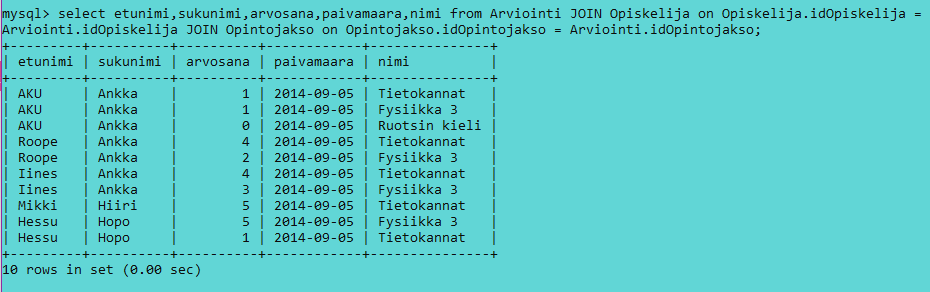 mysql> select etunimi,sukunimi,arvosana,paivamaara,nimi from Arviointi JOIN Opiskelija on Opiskelija.idOpiskelija =
Arviointi.idOpiskelija JOIN Opintojakso on Opintojakso.idOpintojakso = Arviointi.idOpintojakso;
+---------+----------+----------+------------+---------------+
| etunimi | sukunimi | arvosana | paivamaara | nimi          |
+---------+----------+----------+------------+---------------+
| AKU     | Ankka    |        1 | 2014-09-05 | Tietokannat   |
| AKU     | Ankka    |        1 | 2014-09-05 | Fysiikka 3    |
| AKU     | Ankka    |        0 | 2014-09-05 | Ruotsin kieli |
| Roope   | Ankka    |        4 | 2014-09-05 | Tietokannat   |
| Roope   | Ankka    |        2 | 2014-09-05 | Fysiikka 3    |
| Iines   | Ankka    |        4 | 2014-09-05 | Tietokannat   |
| Iines   | Ankka    |        3 | 2014-09-05 | Fysiikka 3    |
| Mikki   | Hiiri    |        5 | 2014-09-05 | Tietokannat   |
| Hessu   | Hopo     |        5 | 2014-09-05 | Fysiikka 3    |
| Hessu   | Hopo     |        1 | 2014-09-05 | Tietokannat   |
+---------+----------+----------+------------+---------------+
10 rows in set (0.00 sec)